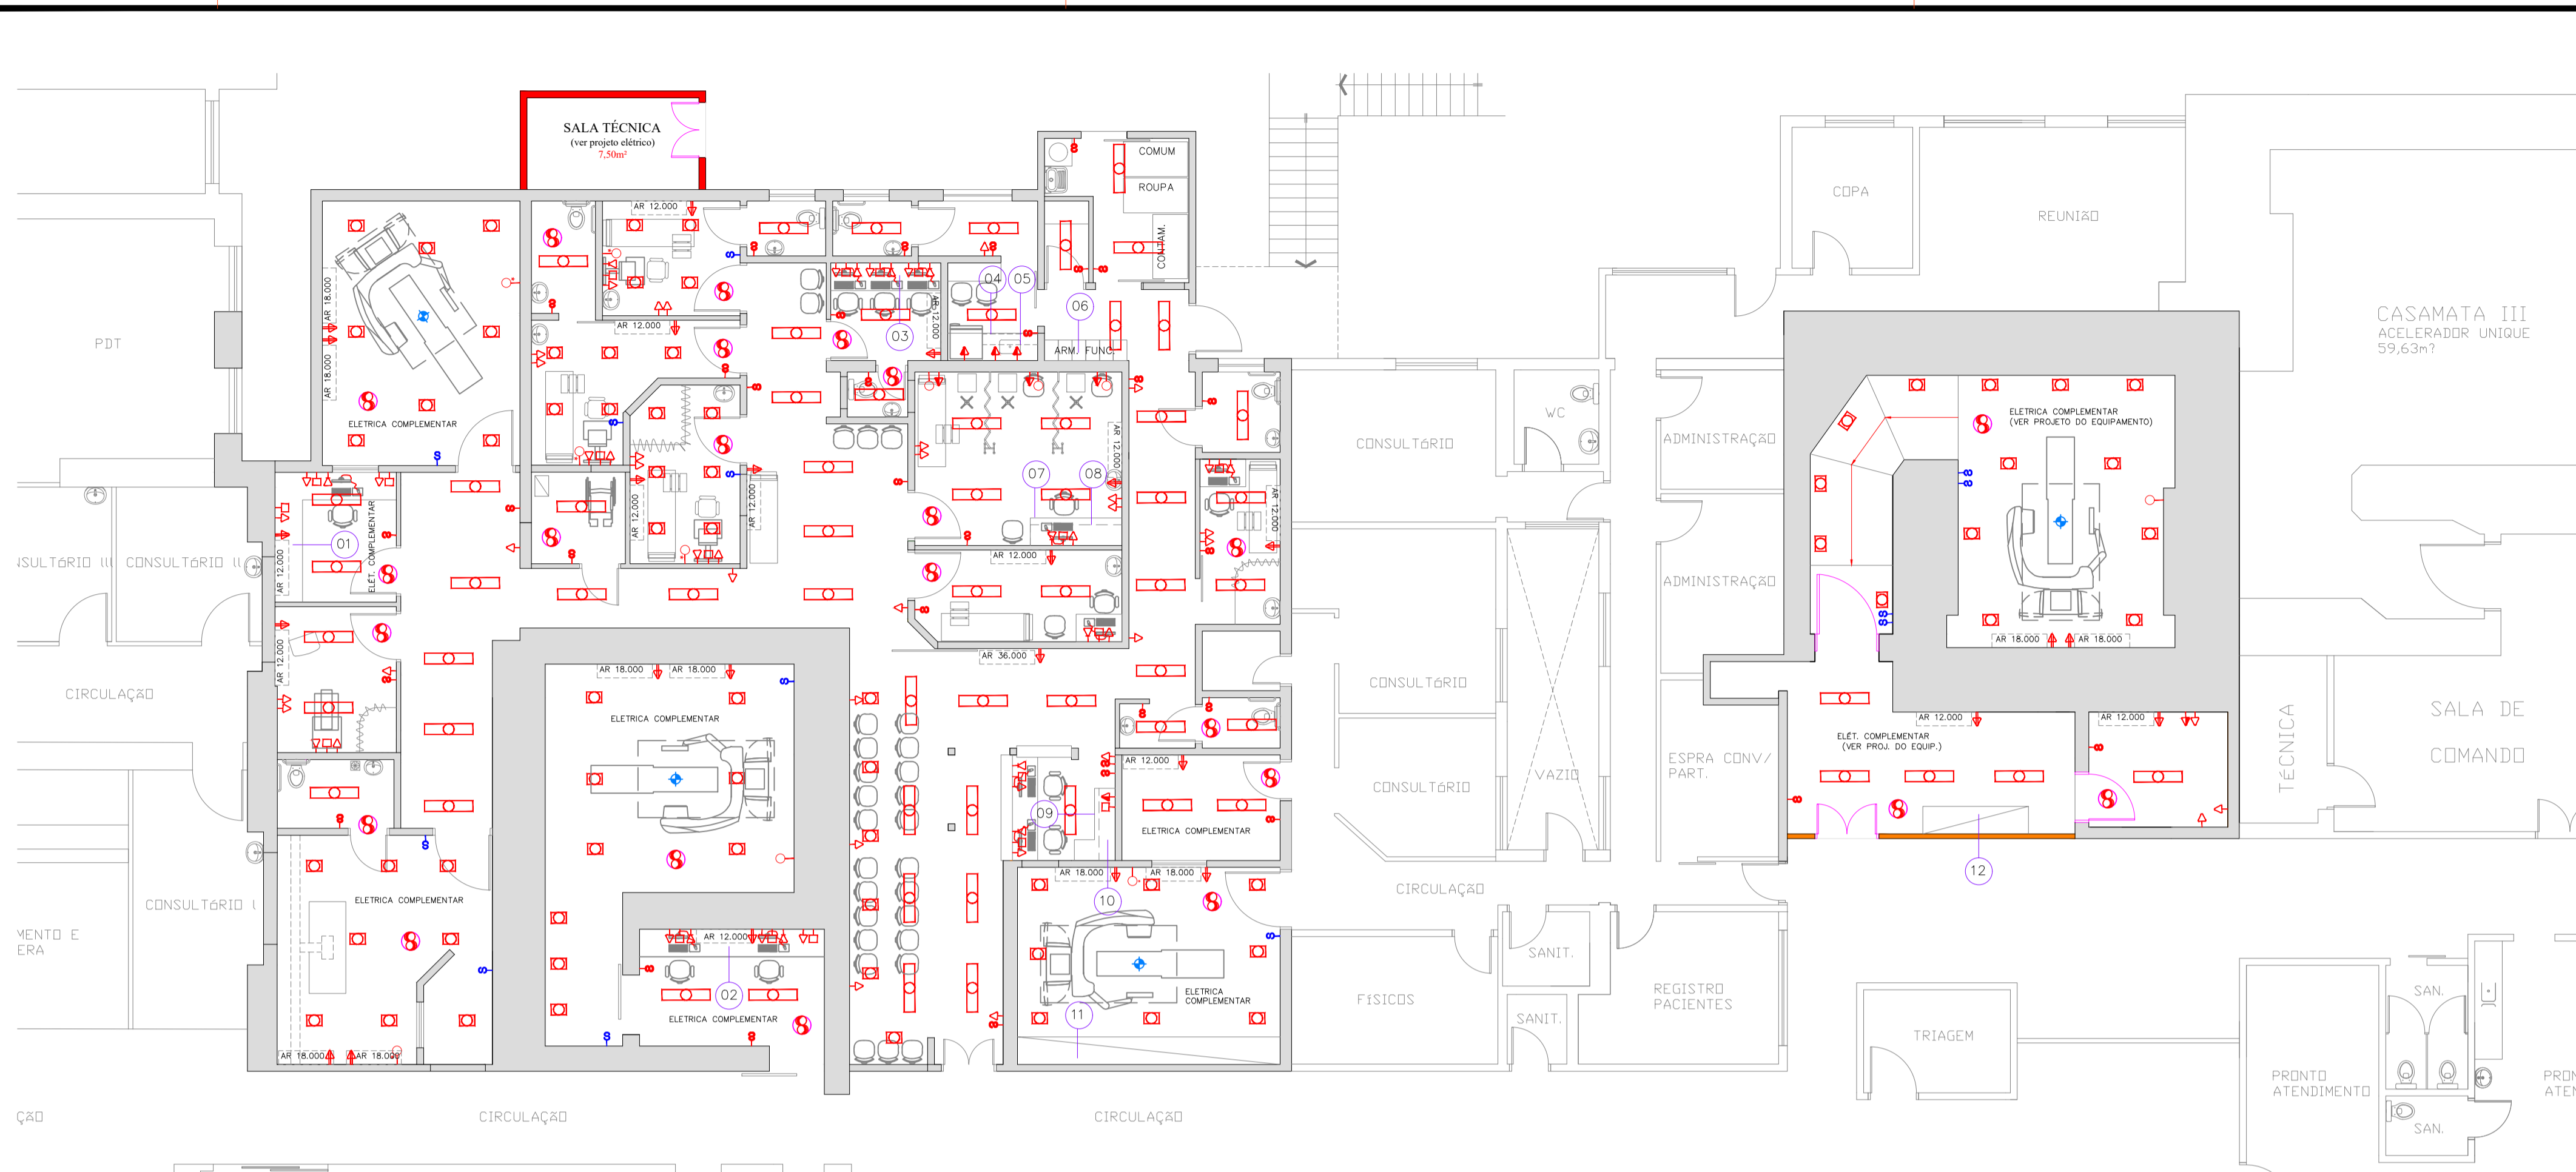 SALA TÉCNICA
(ver projeto elétrico)
7,50m²
COMUM
ROUPA
CONTAM.
COPA
REUNIÃO
AR 12.000
AR 12.000
AR 12.000
04
05
06
03
ARM. FUNC.
AR 18.000
AR 18.000
PDT
ELETRICA COMPLEMENTAR
CASAMATA III
ACELERADOR UNIQUE
59,63m?
WC
CONSULTóRIO
ADMINISTRAÇÃO
ELETRICA COMPLEMENTAR
(VER PROJETO DO EQUIPAMENTO)
07
08
AR 12.000
AR 12.000
AR 12.000
AR 12.000
01
ELÉT. COMPLEMENTAR
AR 12.000
CONSULTóRIO II
AR 12.000
ADMINISTRAÇÃO
AR 12.000
AR 36.000
AR 18.000
AR 18.000
AR 18.000
AR 18.000
CIRCULAÇÃO
CONSULTóRIO
ELETRICA COMPLEMENTAR
SALA DE
COMANDO
TÉCNICA
AR 12.000
AR 12.000
ELÉT. COMPLEMENTAR
(VER PROJ. DO EQUIP.)
ESPRA CONV/
PART.
VAZIO
CONSULTóRIO
AR 12.000
09
ELETRICA COMPLEMENTAR
12
AR 18.000
AR 18.000
CIRCULAÇÃO
10
CONSULTóRIO I
ELETRICA COMPLEMENTAR
MENTO E
ERA
AR 12.000
02
ELETRICA COMPLEMENTAR
ELETRICA
COMPLEMENTAR
11
SANIT.
SANIT.
FíSICOS
REGISTRO
PACIENTES
TRIAGEM
SAN.
AR 18.000
AR 18.000
PRONTO
ATENDIMENTO
SAN.
ÇÃO
CIRCULAÇÃO
CIRCULAÇÃO